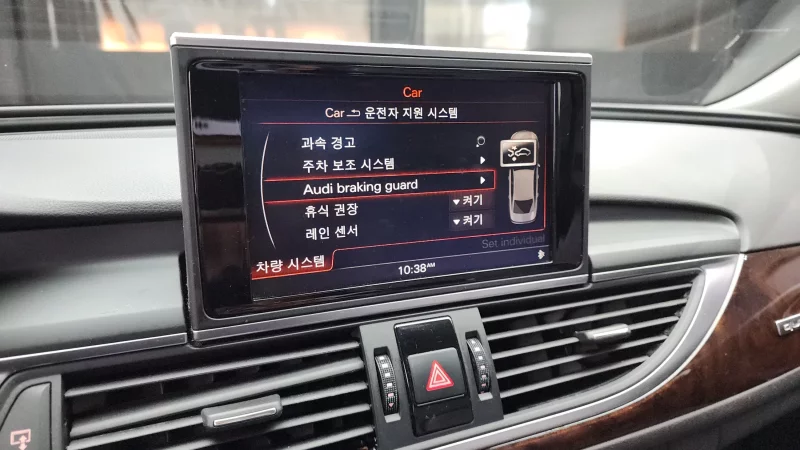 Car
Car 운전자 지원 시스템
과속 경고
주차 보조 시스템
Audi braking guard
휴식 권장 켜기
레인 센서 켜기
Set individual
차량 시스템
10:38 AM